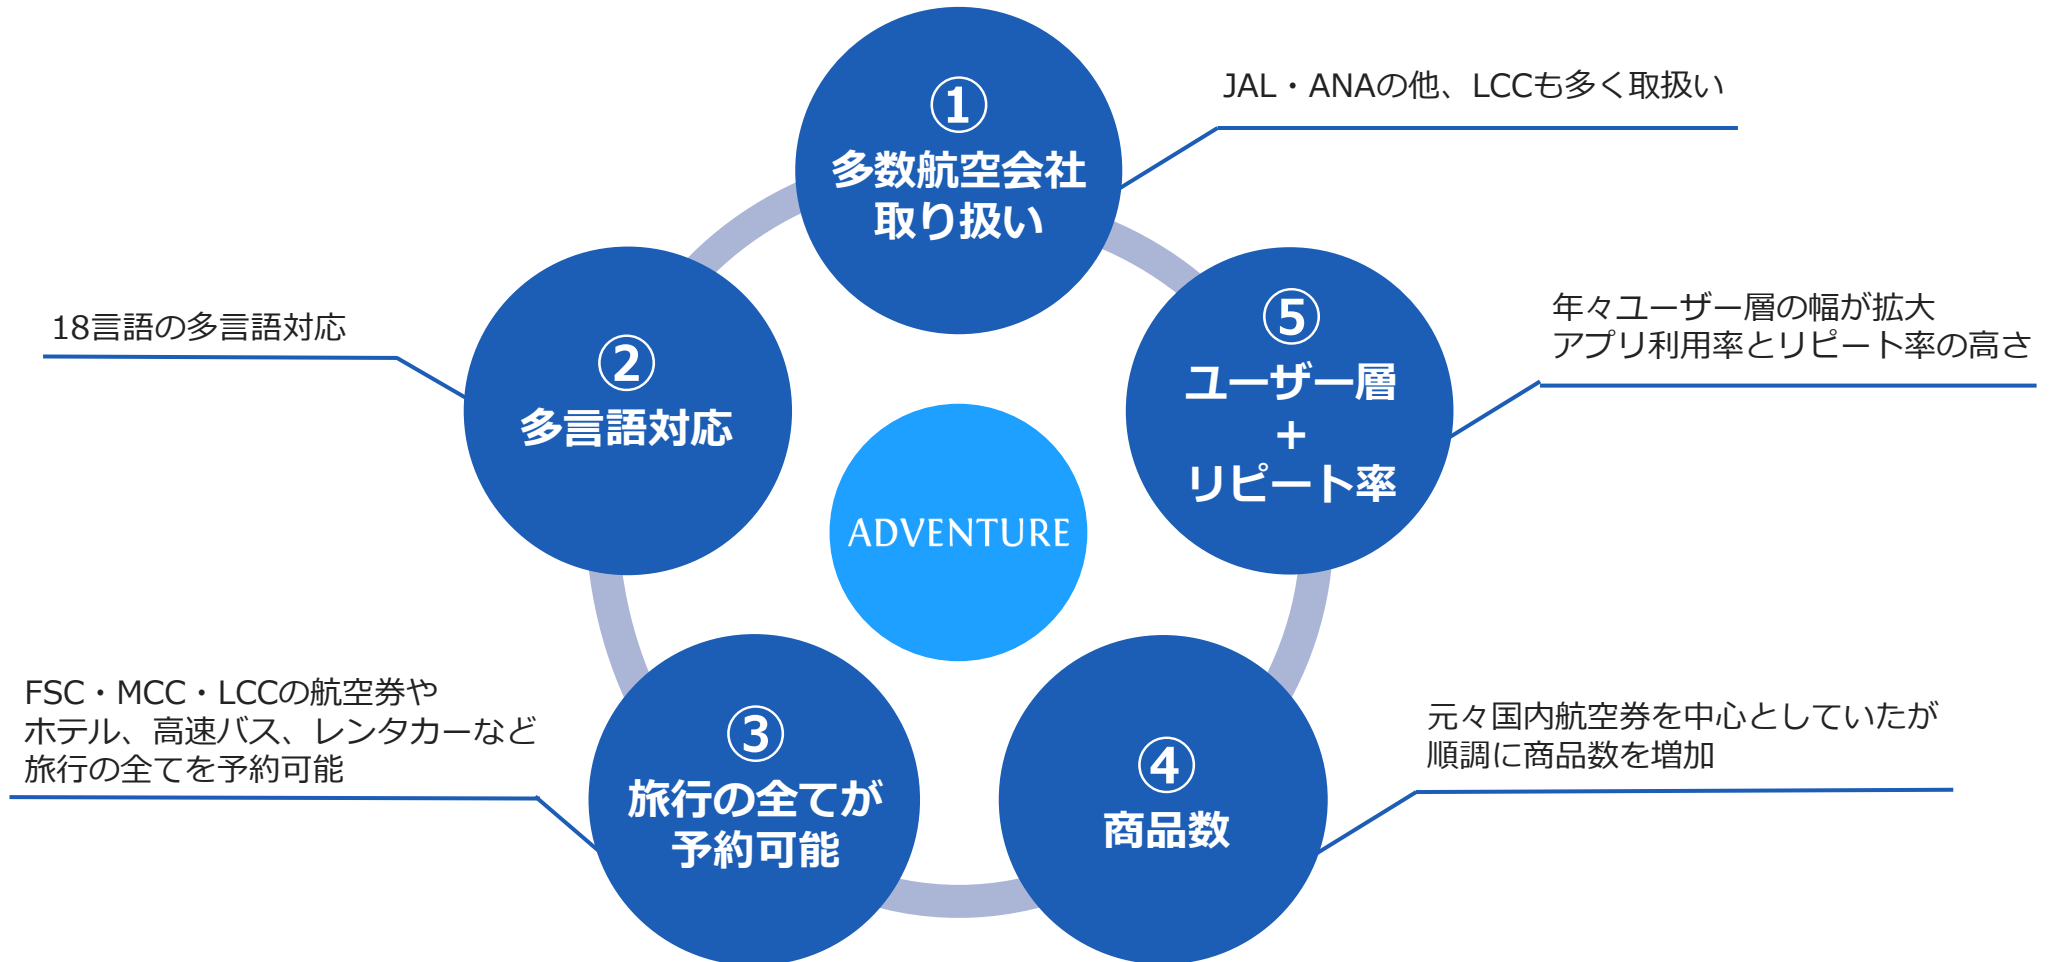 ①
多数航空会社
取り扱い
JAL・ANAの他、LCCも多く取扱い
②
多言語対応
18言語の多言語対応
③
旅行の全てが
予約可能
FSC・MCC・LCCの航空券や
ホテル、高速バス、レンタカーなど
旅行の全てを予約可能
④
商品数
元々国内航空券を中心としていたが
順調に商品数を増加
⑤
ユーザー層
+
リピート率
年々ユーザー層の幅が拡大
アプリ利用率とリピート率の高さ
ADVENTURE